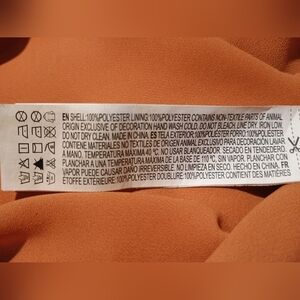 EN SHELL:100%POLYESTER LINING:100%POLYESTER CONTAINS NON-TEXTILE PARTS OF ANIMAL
ORIGIN EXCLUSIVE OF DECORATION HAND WASH COLD. DO NOT BLEACH. LINE DRY. IRON LOW.
DO NOT DRY CLEAN. MADE IN CHINA. ES TELA EXTERIOR:100%POLIESTER FORRO:100%POLIESTER
CONTIENE MATERIALES NO TEXTILES DE ORIGEN ANIMAL EXCLUSIVO PARA DECORACIÓN LAVAR
A MANO. TEMPERATURA MAXIMA 40 ºC. NO USAR BLANQUEADOR. SECADO EN TENDEDERO.
PLANCHAR A UNA TEMPERATURA MAXIMA DE LA BASE DE 110 ºC, SIN VAPOR. PLANCHAR CON
VAPOR PUEDE CAUSAR DAÑO IRREVERSIBLE. NO LIMPIEZA EN SECO. HECHO EN CHINA. FR
ETOFFE EXTÉRIEURE:100%POLYESTER DOUBLURE:100%POLYESTER CONTIENT DES MATIÈRES